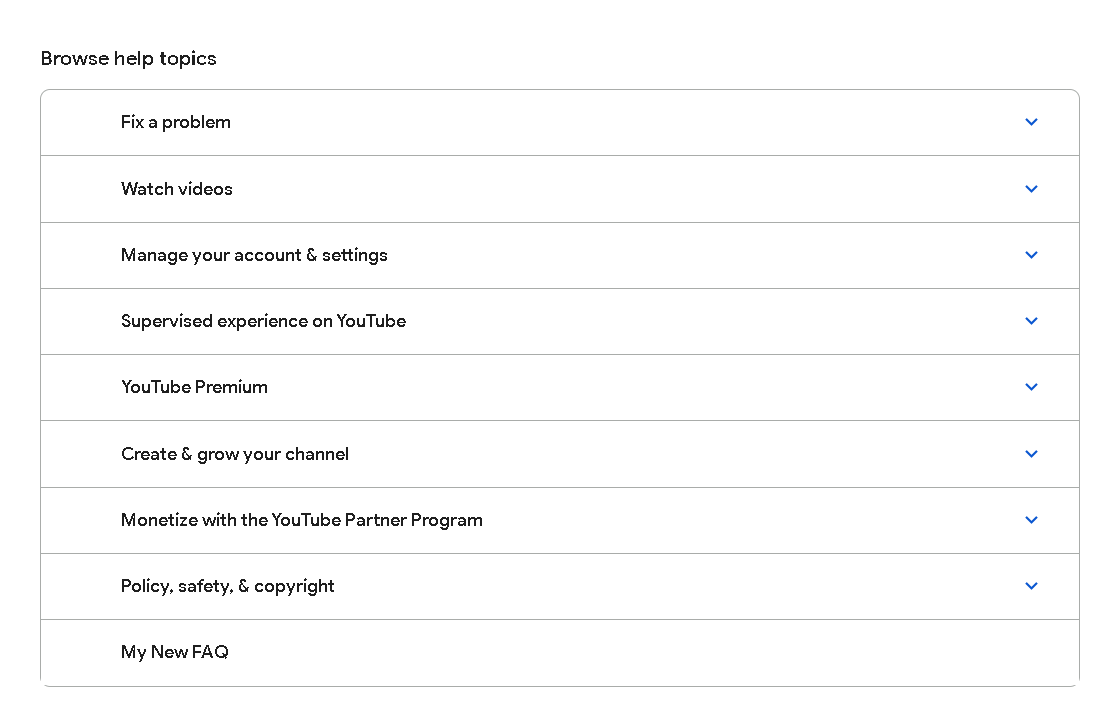 Browse help topics
Fix a problem
Watch videos
Manage your account & settings
Supervised experience on YouTube
YouTube Premium
Create & grow your channel
Monetize with the YouTube Partner Program
Policy, safety, & copyright
My New FAQ